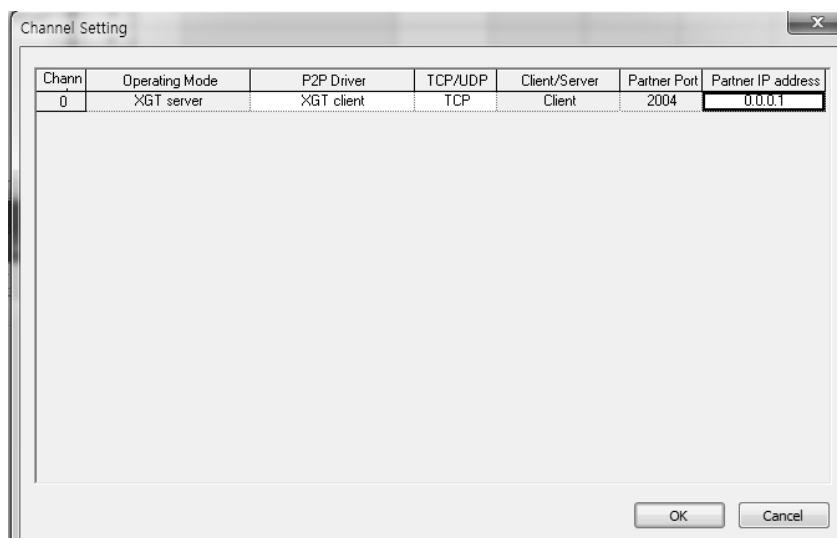 Channel Setting
Chann Operating Mode P2P Driver TCP/UDP Client/Server Partner Port Partner IP address
0 XGT server XGT client TCP Client 2004 0.0.0.1
OK Cancel